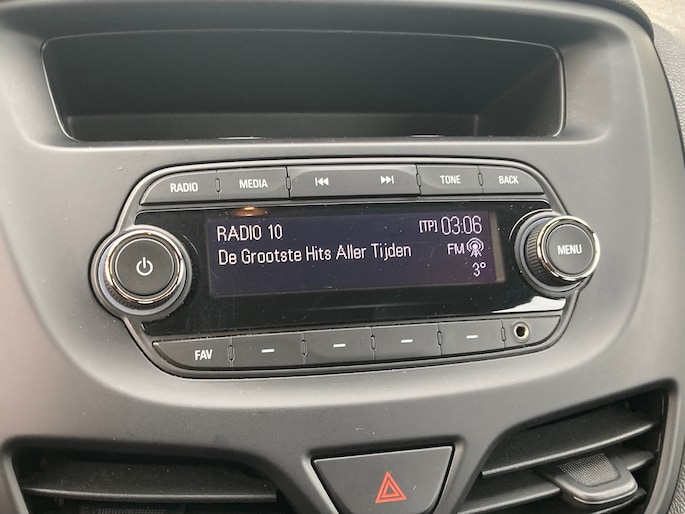 RADIO MEDIA TONE BACK
RADIO 10 [TP] 03:06
De Grootste Hits Aller Tijden FM
3°
MENU
FAV